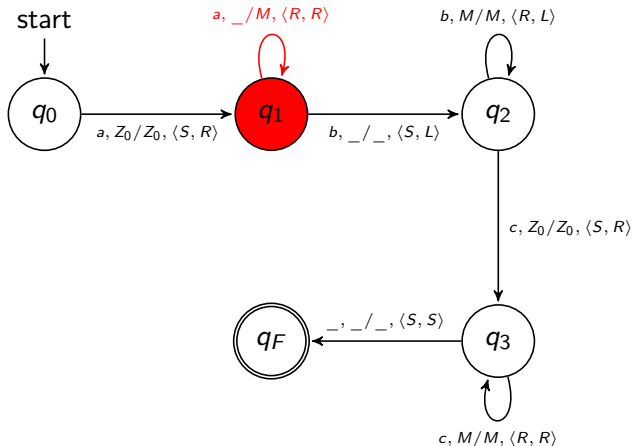 start
a, _/M, ⟨R, R⟩
b, M/M, ⟨R, L⟩
q0
q1
q2
a, Z0/Z0, ⟨S, R⟩
b, _/_, ⟨S, L⟩
c, Z0/Z0, ⟨S, R⟩
qF
_, _/_, ⟨S, S⟩
q3
c, M/M, ⟨R, R⟩